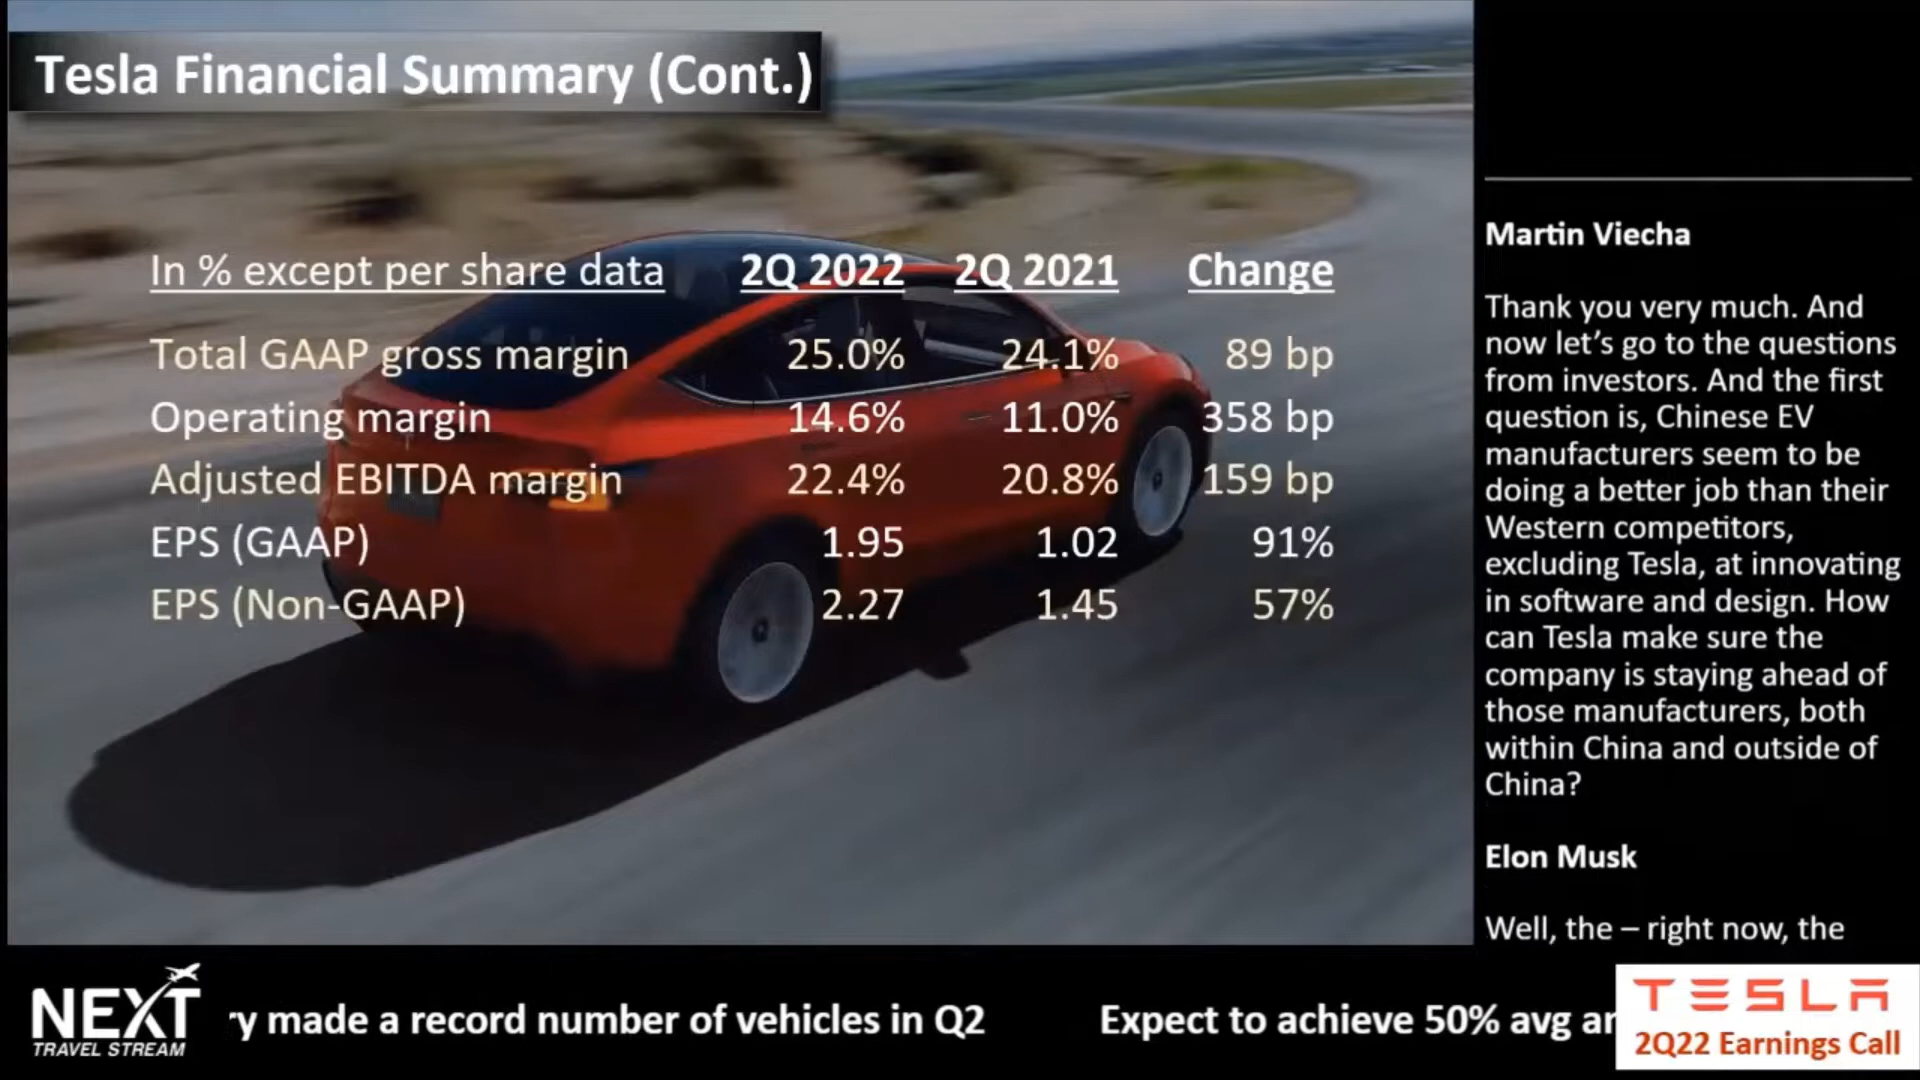 Tesla Financial Summary (Cont.)
In % except per share data 2Q 2022 2Q 2021 Change
Total GAAP gross margin 25.0% 24.1% 89 bp
Operating margin 14.6% 11.0% 358 bp
Adjusted EBITDA margin 22.4% 20.8% 159 bp
EPS (GAAP) 1.95 1.02 91%
EPS (Non-GAAP) 2.27 1.45 57%
Martin Viecha
Thank you very much. And
now let’s go to the questions
from investors. And the first
question is, Chinese EV
manufacturers seem to be
doing a better job than their
Western competitors,
excluding Tesla, at innovating
in software and design. How
can Tesla make sure the
company is staying ahead of
those manufacturers, both
within China and outside of
China?
Elon Musk
Well, the – right now, the
NEXT
TRAVEL STREAM
made a record number of vehicles in Q2 Expect to achieve 50% avg
TESLA
2Q22 Earnings Call